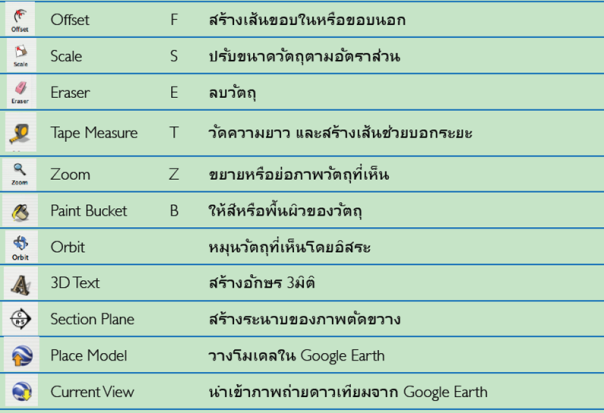 Offset Offset F สร้างเส้นขอบในหรือขอบนอก
Scale Scale S ปรับขนาดวัตถุตามอัตราส่วน
Eraser Eraser E ลบวัตถุ
Tape Measure T วัดความยาว และสร้างเส้นช่วยบอกระยะ
Zoom Zoom Z ขยายหรือย่อภาพวัตถุที่เห็น
Paint Bucket B ให้สีหรือพื้นผิวของวัตถุ
Orbit Orbit หมุนวัตถุที่เห็นโดยอิสระ
3D Text สร้างอักษร 3มิติ
Section Plane สร้างระนาบของภาพตัดขวาง
Place Model วางโมเดลใน Google Earth
Current View นำเข้าภาพถ่ายดาวเทียมจาก Google Earth